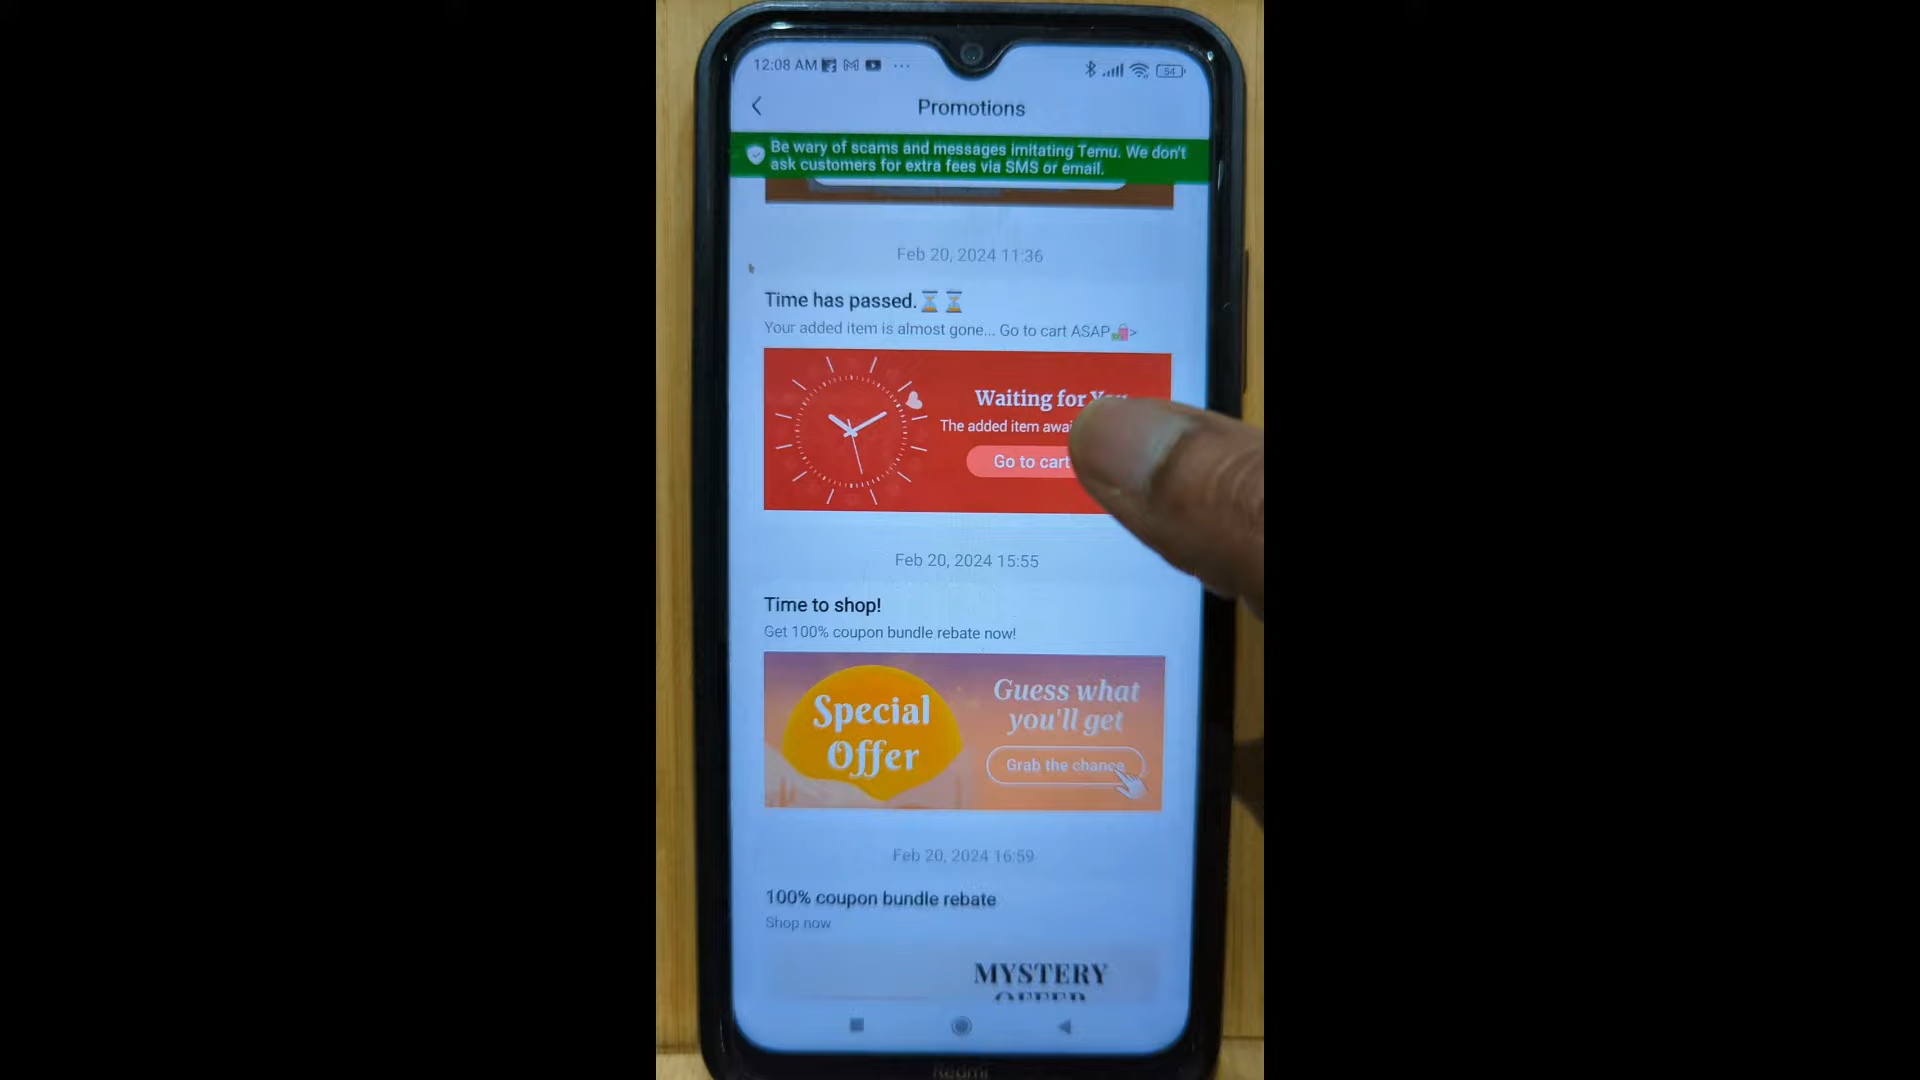 12:08 AM
54
Promotions
Be wary of scams and messages imitating Temu. We don't
ask customers for extra fees via SMS or email.
Feb 20, 2024 11:36
Time has passed.⌛⌛
Your added item is almost gone... Go to cart ASAP🛍️>
Waiting for You
The added item awai
Go to cart
Feb 20, 2024 15:55
Time to shop!
Get 100% coupon bundle rebate now!
Special
Offer
Guess what
you'll get
Grab the chance
Feb 20, 2024 16:59
100% coupon bundle rebate
Shop now
MYSTERY
OFFER
Redmi